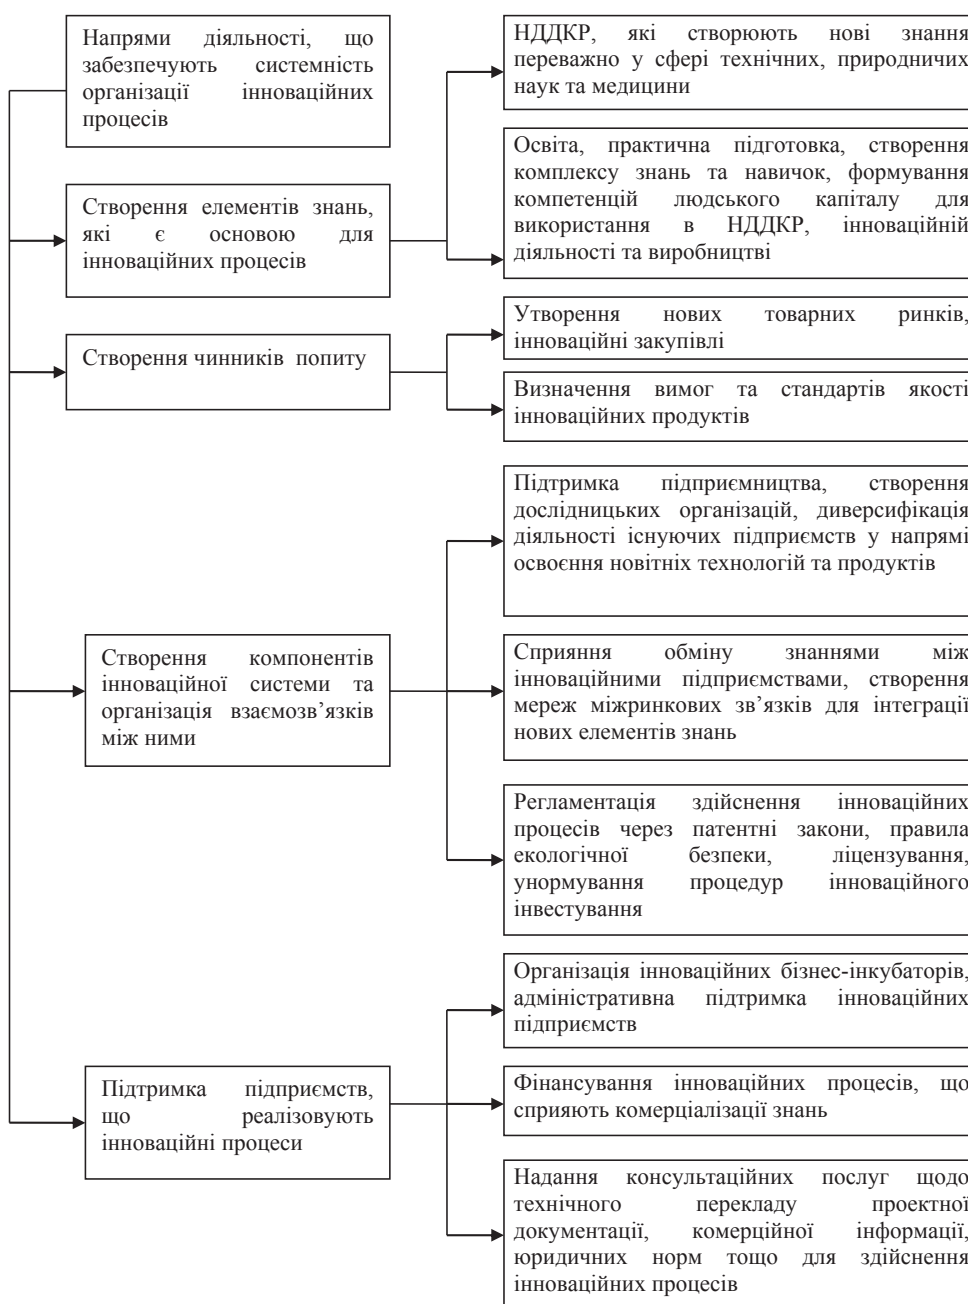 Напрями діяльності, що
забезпечують системність
організації інноваційних
процесів
НДДКР, які створюють нові знання
переважно у сфері технічних, природничих
наук та медицини
Створення елементів знань,
які є основою для
інноваційних процесів
Освіта, практична підготовка, створення
комплексу знань та навичок, формування
компетенцій людського капіталу для
використання в НДДКР, інноваційній
діяльності та виробництві
Створення чинників попиту
Утворення нових товарних ринків,
інноваційні закупівлі
Визначення вимог та стандартів якості
інноваційних продуктів
Створення компонентів
інноваційної системи та
організація взаємозв’язків
між ними
Підтримка підприємництва, створення
дослідницьких організацій, диверсифікація
діяльності існуючих підприємств у напрямі
освоєння новітніх технологій та продуктів
Сприяння обміну знаннями між
інноваційними підприємствами, створення
мереж міжринкових зв’язків для інтеграції
нових елементів знань
Регламентація здійснення інноваційних
процесів через патентні закони, правила
екологічної безпеки, ліцензування,
унормування процедур інноваційного
інвестування
Підтримка підприємств,
що реалізовують
інноваційні процеси
Організація інноваційних бізнес-інкубаторів,
адміністративна підтримка інноваційних
підприємств
Фінансування інноваційних процесів, що
сприяють комерціалізації знань
Надання консультаційних послуг щодо
технічного перекладу проектної
документації, комерційної інформації,
юридичних норм тощо для здійснення
інноваційних процесів